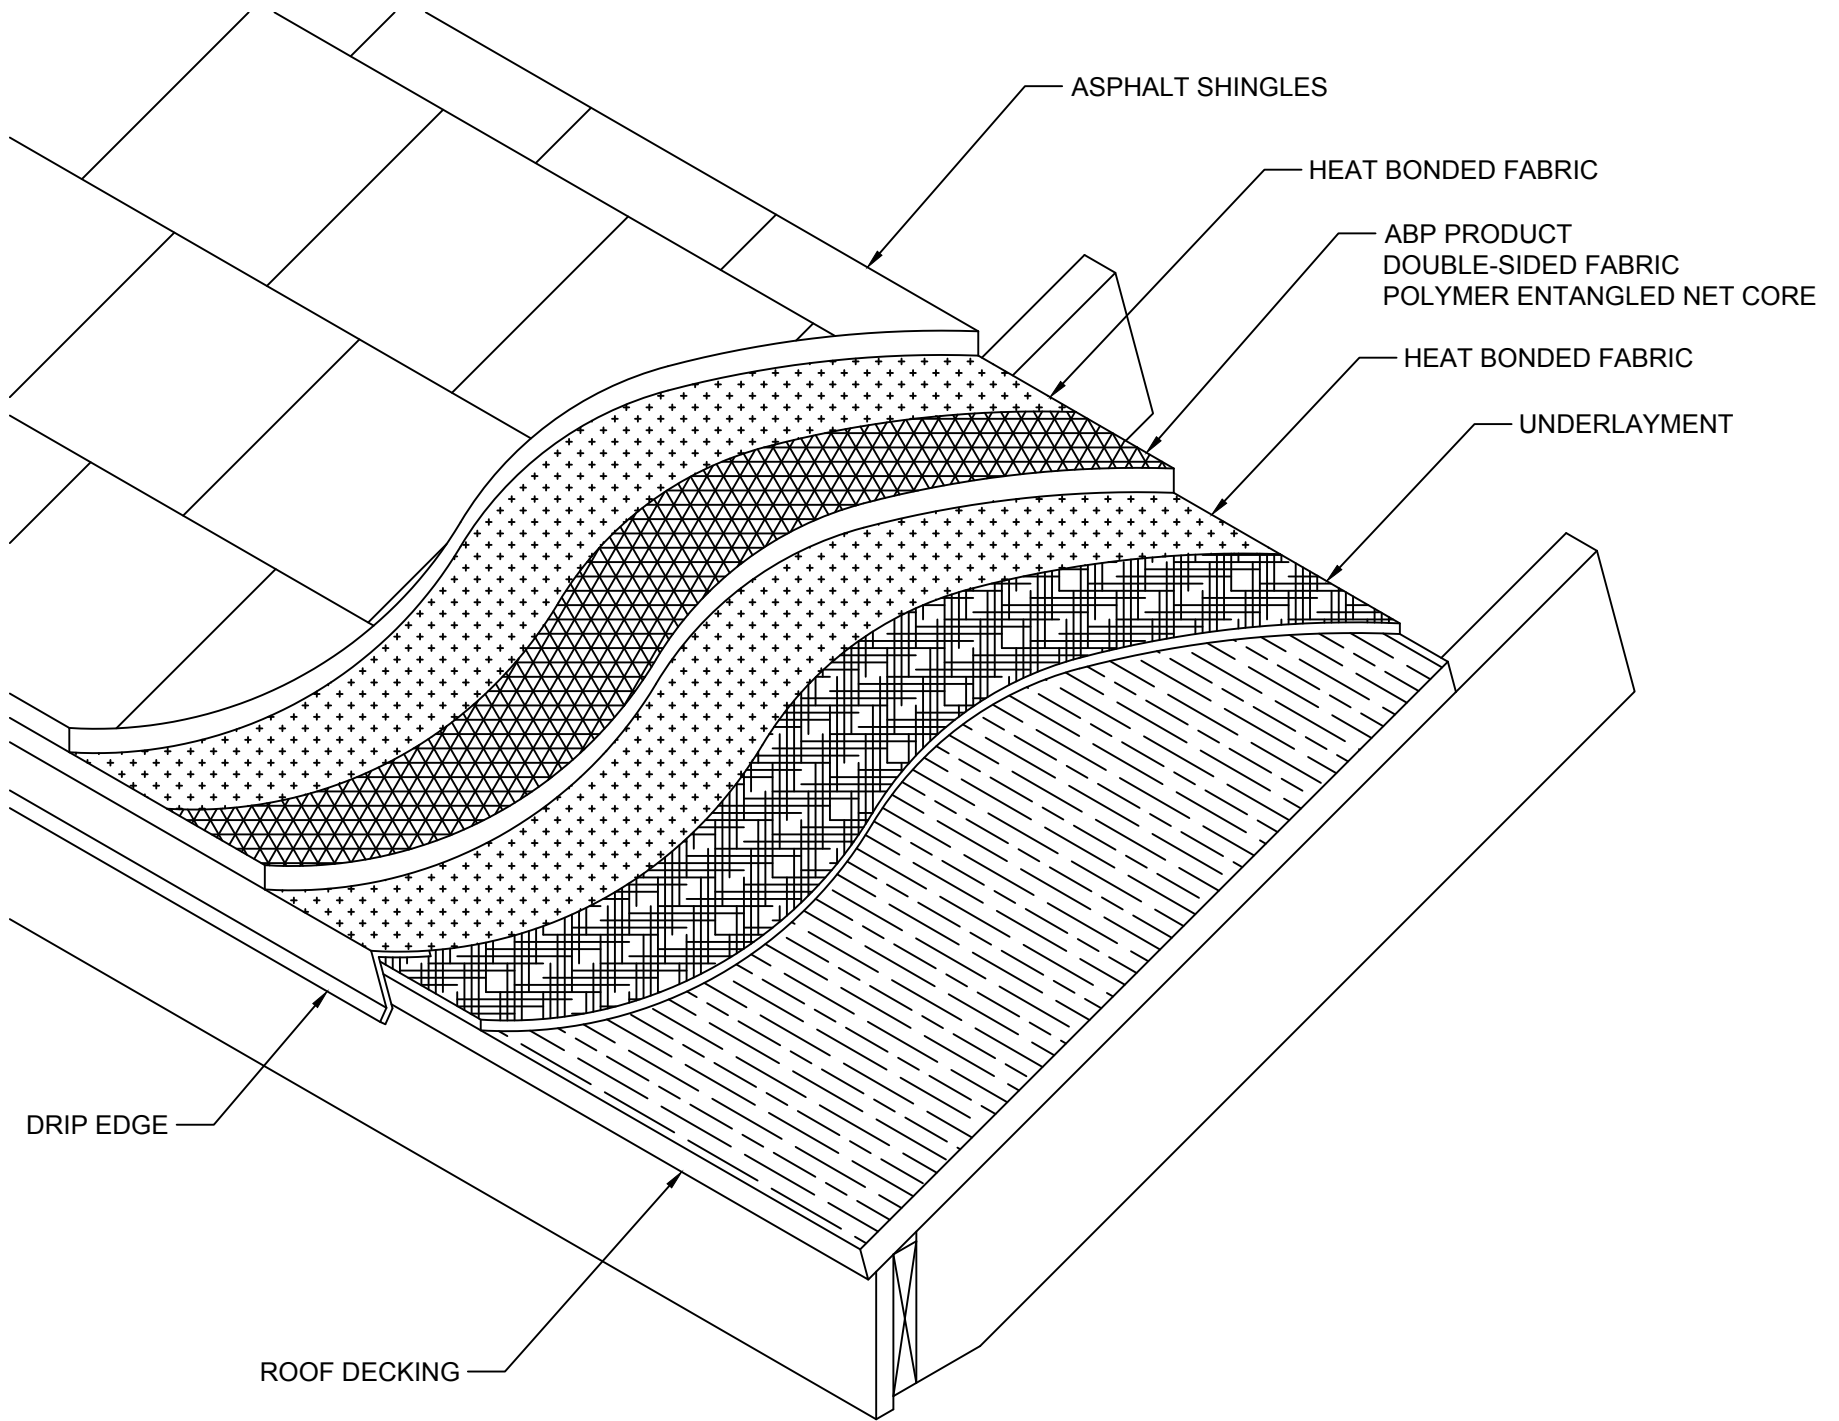 ASPHALT SHINGLES
HEAT BONDED FABRIC
ABP PRODUCT
DOUBLE-SIDED FABRIC
POLYMER ENTANGLED NET CORE
HEAT BONDED FABRIC
UNDERLAYMENT
DRIP EDGE
ROOF DECKING